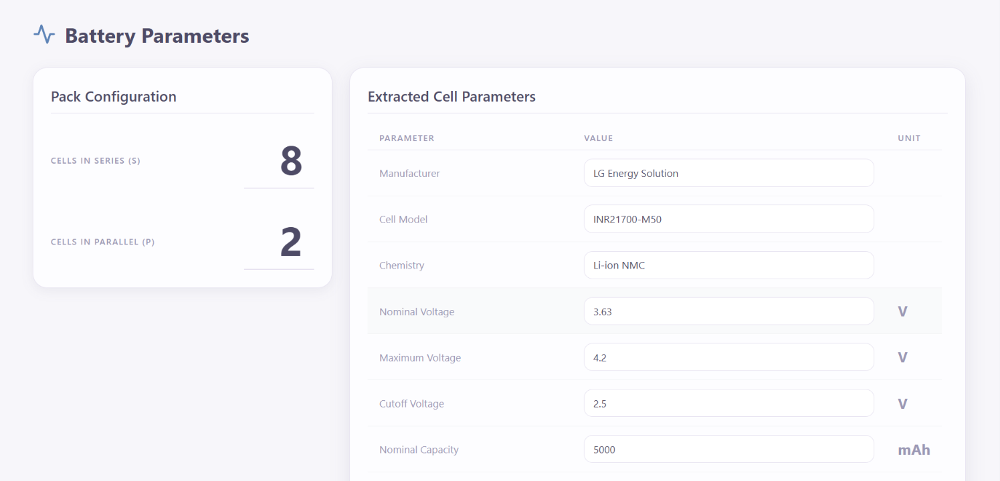 Battery Parameters
Pack Configuration
CELLS IN SERIES (S) 8
CELLS IN PARALLEL (P) 2
Extracted Cell Parameters
PARAMETER VALUE UNIT
Manufacturer LG Energy Solution
Cell Model INR21700-M50
Chemistry Li-ion NMC
Nominal Voltage 3.63 V
Maximum Voltage 4.2 V
Cutoff Voltage 2.5 V
Nominal Capacity 5000 mAh